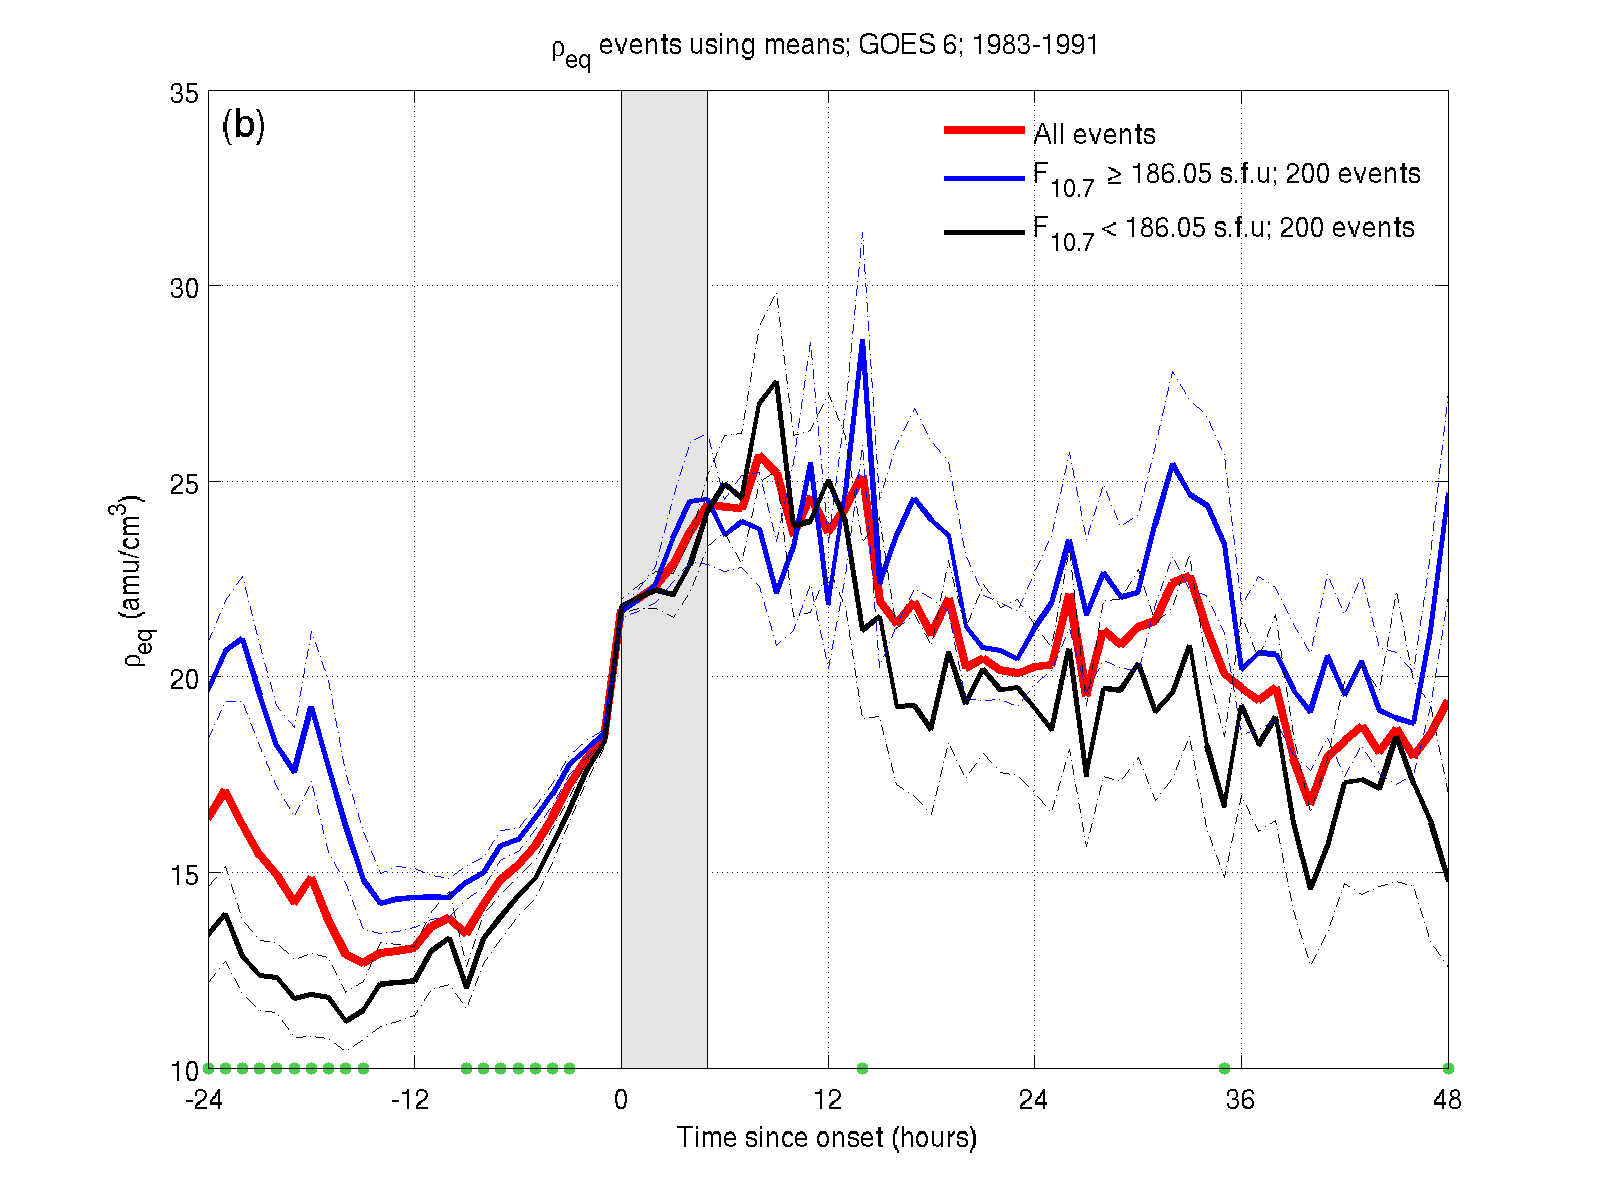 ρeq events using means; GOES 6; 1983-1991
(b)
All events
F10.7 ≥ 186.05 s.f.u; 200 events
F10.7 < 186.05 s.f.u; 200 events
35
30
25
20
15
10
ρeq (amu/cm3)
-24 -12 0 12 24 36 48
Time since onset (hours)